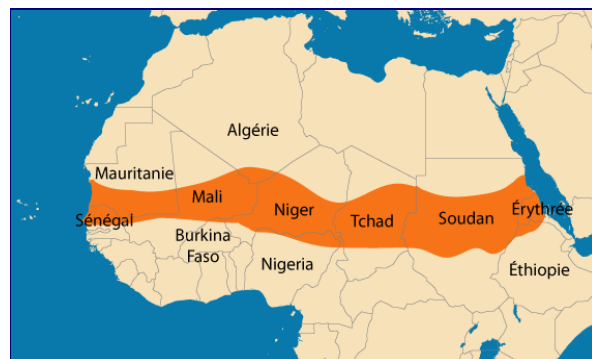 Algérie
Mauritanie
Mali
Niger
Tchad
Soudan
Érythrée
Sénégal
Burkina
Faso
Nigeria
Éthiopie